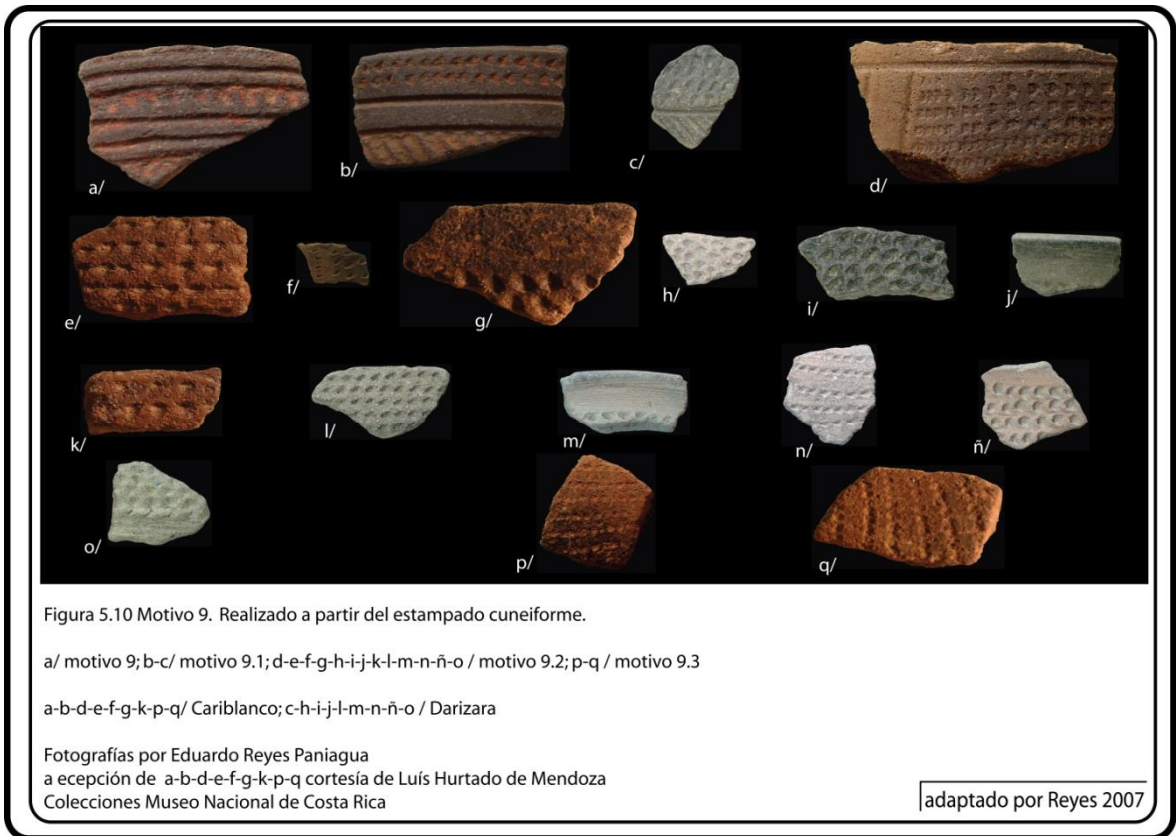 a/
b/
c/
d/
e/
f/
g/
h/
i/
j/
k/
l/
m/
n/
ñ/
o/
p/
q/
Figura 5.10 Motivo 9. Realizado a partir del estampado cuneiforme.
a/ motivo 9; b-c/ motivo 9.1; d-e-f-g-h-i-j-k-l-m-n-ñ-o / motivo 9.2; p-q / motivo 9.3
a-b-d-e-f-g-k-p-q/ Cariblanco; c-h-i-j-l-m-n-ñ-o / Darizara
Fotografías por Eduardo Reyes Paniagua
a ecepción de a-b-d-e-f-g-k-p-q cortesía de Luís Hurtado de Mendoza
Colecciones Museo Nacional de Costa Rica
adaptado por Reyes 2007